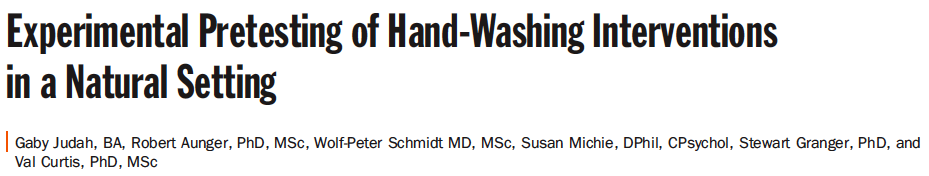 Experimental Pretesting of Hand-Washing Interventions
in a Natural Setting
Gaby Judah, BA, Robert Aunger, PhD, MSc, Wolf-Peter Schmidt MD, MSc, Susan Michie, DPhil, CPsychol, Stewart Granger, PhD, and
Val Curtis, PhD, MSc